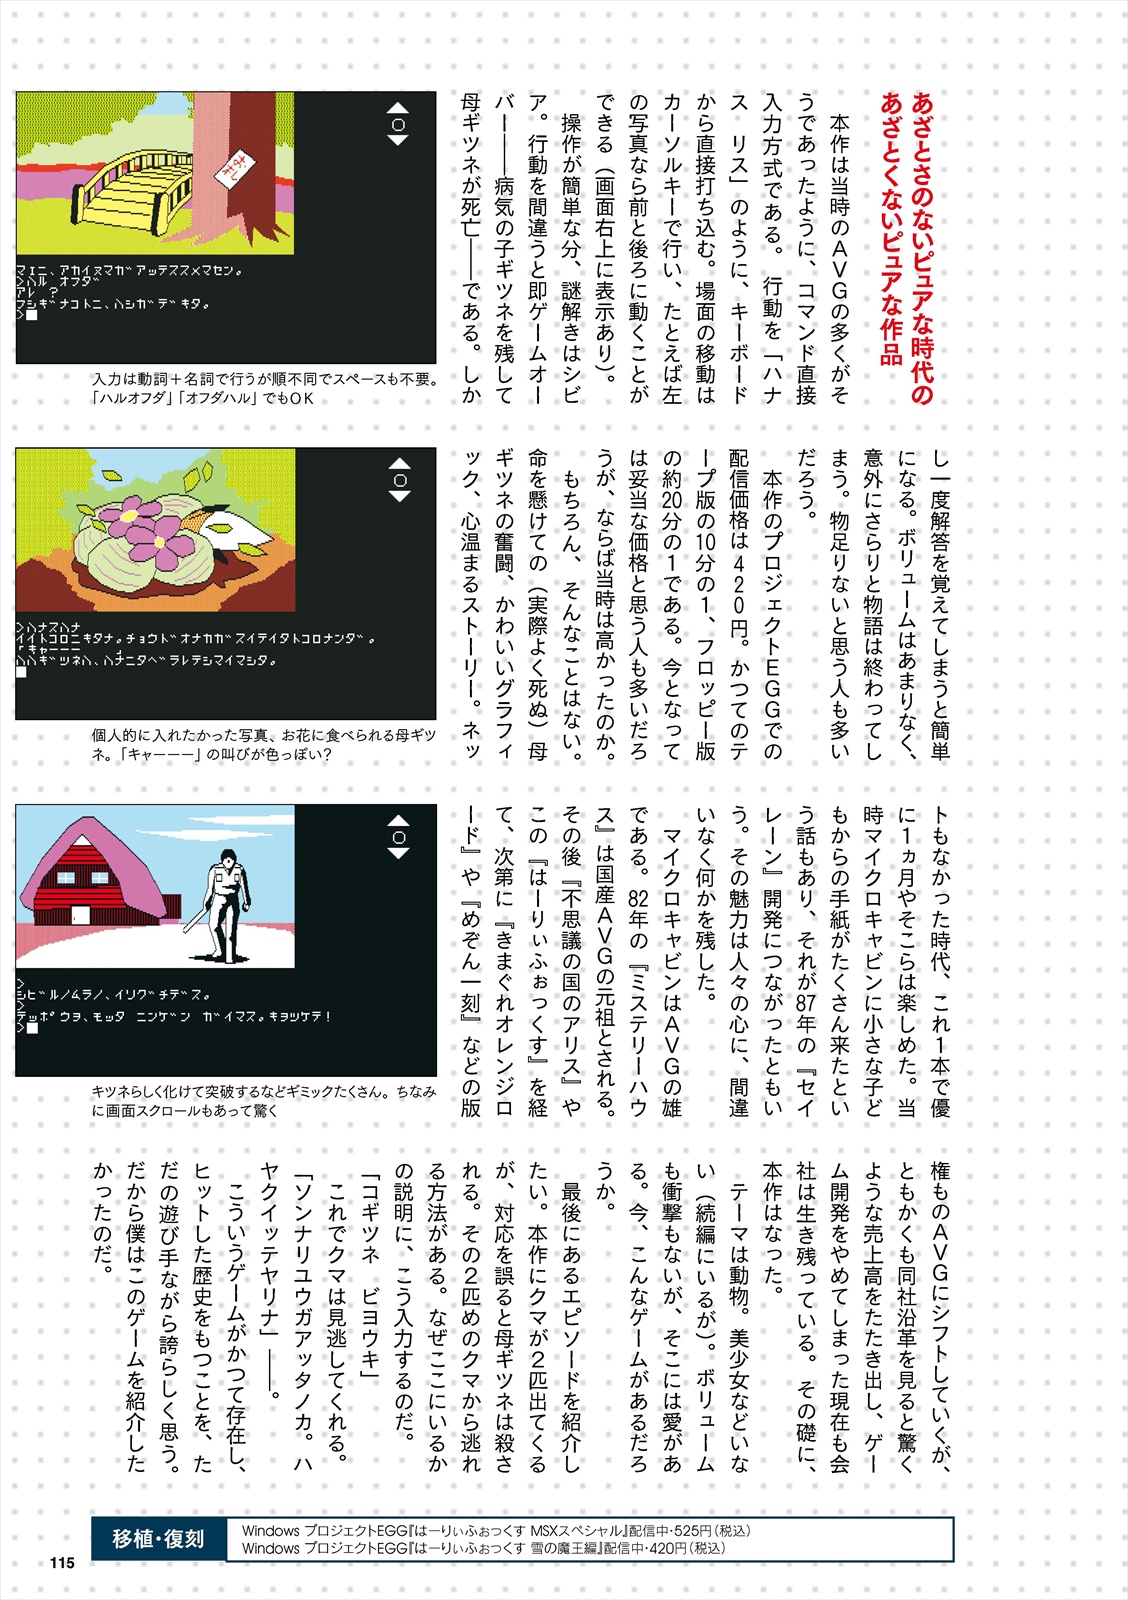 あざとさのないピュアな時代の
あざとくないピュアな作品
本作は当時のAVGの多くがそ
うであったように、コマンド直接
入力方式である。行動を「ハナ
ス リス」のように、キーボード
から直接打ち込む。場面の移動は
カーソルキーで行い、たとえば左
の写真なら前と後ろに動くことが
できる（画面右上に表示あり）。
操作が簡単な分、謎解きはシビ
ア。行動を間違うと即ゲームオー
バー――病気の子ギツネを残して
母ギツネが死亡――である。しか
し一度解答を覚えてしまうと簡単
になる。ボリュームはあまりなく、
意外にさらりと物語は終わってし
まう。物足りないと思う人も多い
だろう。
本作のプロジェクトEGGでの
配信価格は420円。かつてのテ
ープ版の10分の1、フロッピー版
の約20分の1である。今となって
は妥当な価格と思う人も多いだろ
うが、ならば当時は高かったのか。
もちろん、そんなことはない。
命を懸けての（実際よく死ぬ）母
ギツネの奮闘、かわいいグラフィ
ック、心温まるストーリー。ネッ
トもなかった時代、これ1本で優
に1ヵ月やそこらは楽しめた。当
時マイクロキャビンに小さな子ど
もからの手紙がたくさん来たとい
う話もあり、それが87年の『セイ
レーン』開発につながったともい
う。その魅力は人々の心に、間違
いなく何かを残した。
マイクロキャビンはAVGの雄
である。82年の『ミステリーハウ
ス』は国産AVGの元祖とされる。
その後『不思議の国のアリス』や
この『はーりぃふぉっくす』を経
て、次第に『きまぐれオレンジロ
ード』や『めぞん一刻』などの版
権ものAVGにシフトしていくが、
ともかくも同社沿革を見ると驚く
ような売上高をたたき出し、ゲー
ム開発をやめてしまった現在も会
社は生き残っている。その礎に、
本作はなった。
テーマは動物。美少女などいな
い（続編にいるが）。ボリューム
も衝撃もないが、そこには愛があ
る。今、こんなゲームがあるだろ
うか。
最後にあるエピソードを紹介し
たい。本作にクマが2匹出てくる
が、対応を誤ると母ギツネは殺さ
れる。その2匹めのクマから逃れ
る方法がある。なぜここにいるか
の説明に、こう入力するのだ。
「コギツネ ビヨウキ」
これでクマは見逃してくれる。
「ソンナリユウガアッタノカ。ハ
ヤクイッテヤリナ」――。
こういうゲームがかつて存在し、
ヒットした歴史をもつことを、た
だの遊び手ながら誇らしく思う。
だから僕はこのゲームを紹介した
かったのだ。
おふだ
マエニ、アカイヌマガ アッテススメマセン。
>ハル オフダ
アレ ?
フシギナコトニ、ハシガデキタ。
>
入力は動詞＋名詞で行うが順不同でスペースも不要。
「ハルオフダ」「オフダハル」でもOK
>ハナスハナ
イイトコロニキタナ。チョウドオナカガスイテイタトコロナンダ。
「キャーーー 」
ハハギツネハ、ハナニタベラレテシマイマシタ。
個人的に入れたかった写真、お花に食べられる母ギツ
ネ。「キャーーー」の叫びが色っぽい？
>
シビルノムラノ、イリグチデス。
>
テッポウヲ、モッタ ニンゲン ガイマス。キヲツケテ!
>
キツネらしく化けて突破するなどギミックたくさん。ちなみ
に画面スクロールもあって驚く
移植・復刻
Windows プロジェクトEGG『はーりぃふぉっくす MSXスペシャル』配信中・525円（税込）
Windows プロジェクトEGG『はーりぃふぉっくす 雪の魔王編』配信中・420円（税込）
115